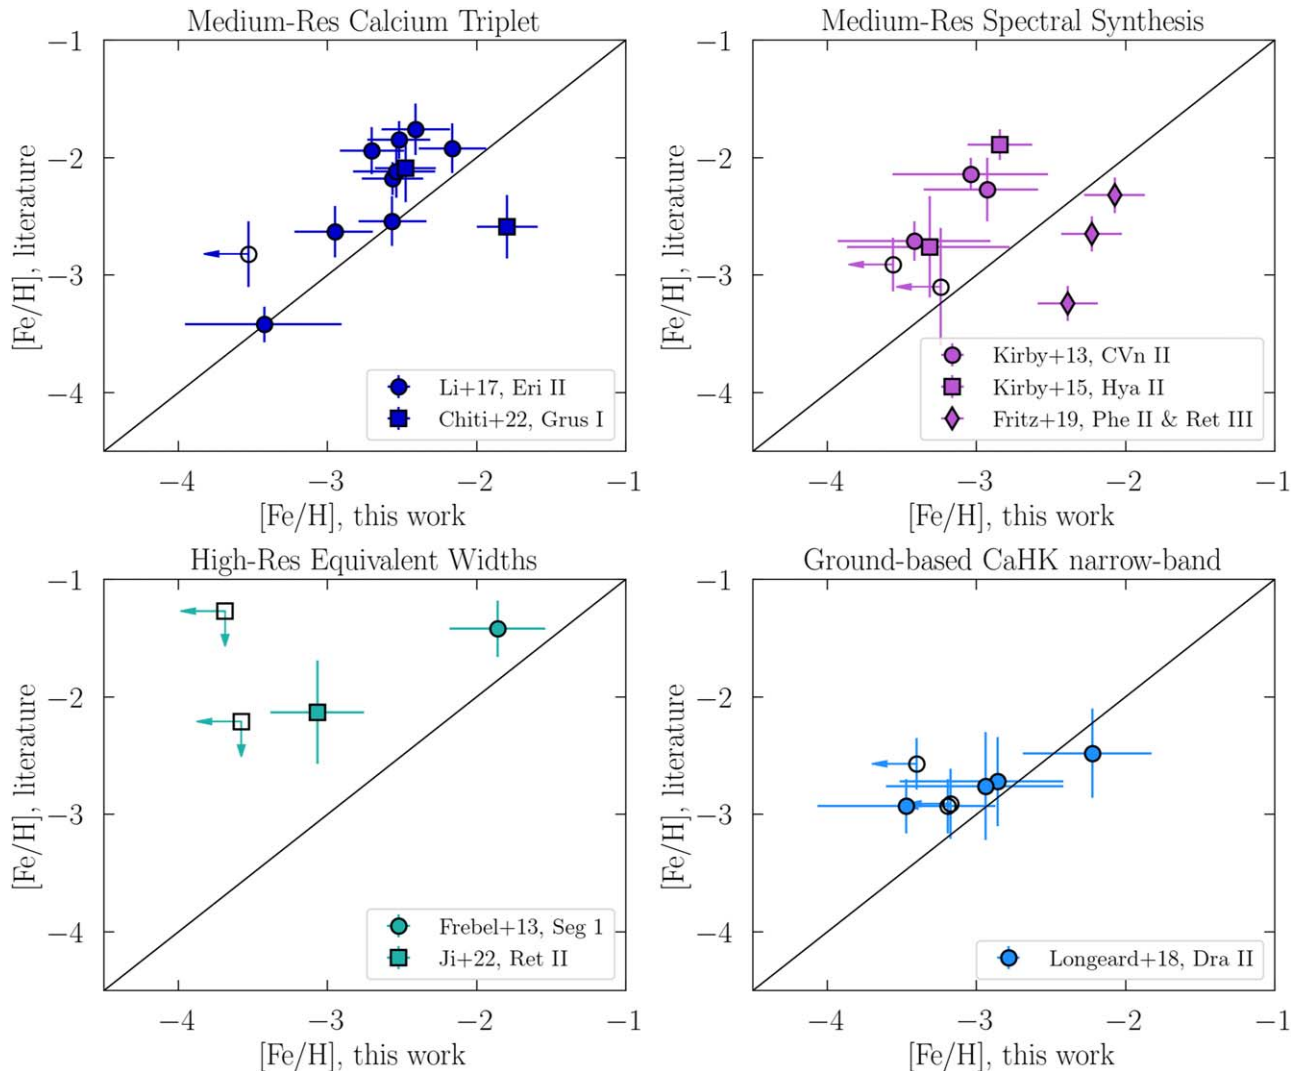 Medium-Res Calcium Triplet
−1
−2
−3
−4
[Fe/H], literature
Li+17, Eri II
Chiti+22, Grus I
−4 −3 −2 −1
[Fe/H], this work
Medium-Res Spectral Synthesis
−1
−2
−3
−4
[Fe/H], literature
Kirby+13, CVn II
Kirby+15, Hya II
Fritz+19, Phe II & Ret III
−4 −3 −2 −1
[Fe/H], this work
High-Res Equivalent Widths
−1
−2
−3
−4
[Fe/H], literature
Frebel+13, Seg 1
Ji+22, Ret II
−4 −3 −2 −1
[Fe/H], this work
Ground-based CaHK narrow-band
−1
−2
−3
−4
[Fe/H], literature
Longeard+18, Dra II
−4 −3 −2 −1
[Fe/H], this work